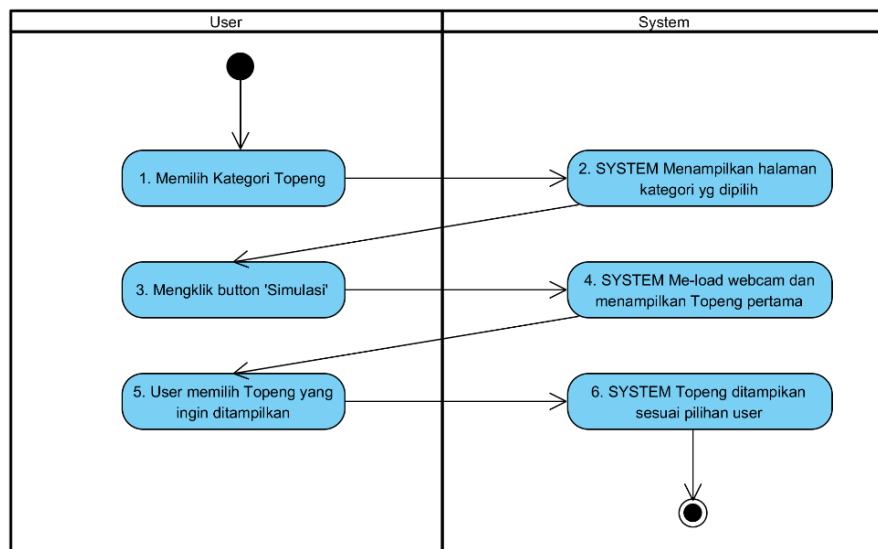 User
System
1. Memilih Kategori Topeng
2. SYSTEM Menampilkan halaman
kategori yg dipilih
3. Mengklik button 'Simulasi'
4. SYSTEM Me-load webcam dan
menampilkan Topeng pertama
5. User memilih Topeng yang
ingin ditampilkan
6. SYSTEM Topeng ditampikan
sesuai pilihan user